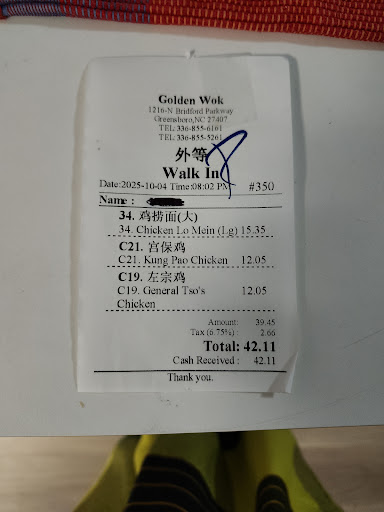 Golden Wok
1216-N Bridford Parkway
Greensboro,NC 27407
TEL:336-855-6161
TEL:336-855-5261
外等
Walk In
Date:2025-10-04 Time:08:02 PM #350
Name :
34. 鸡捞面(大)
34. Chicken Lo Mein (Lg) 15.35
C21. 宫保鸡
C21. Kung Pao Chicken 12.05
C19. 左宗鸡
C19. General Tso's 12.05
Chicken
Amount: 39.45
Tax (6.75%) : 2.66
Total: 42.11
Cash Received : 42.11
Thank you.